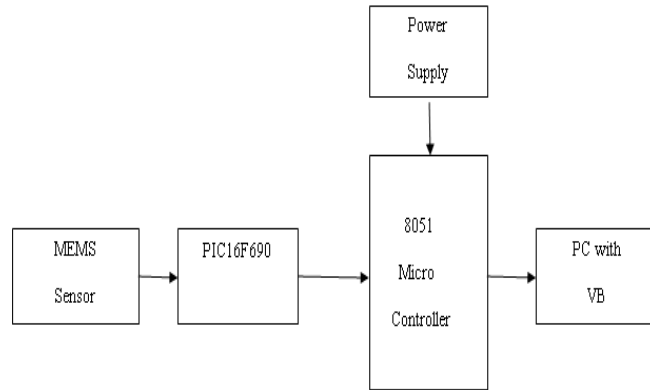 Power
Supply
MEMS
Sensor
PIC16F690
8051
Micro
Controller
PC with
VB